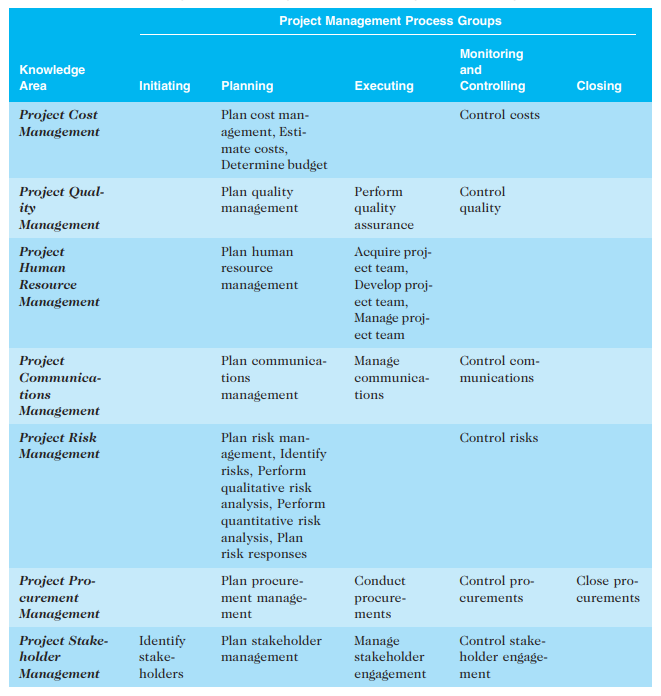 Project Management Process Groups
Knowledge
Area
Initiating
Planning
Executing
Monitoring
and
Controlling
Closing
Project Cost
Management
Plan cost man-
agement, Esti-
mate costs,
Determine budget
Control costs
Project Qual-
ity
Management
Plan quality
management
Perform
quality
assurance
Control
quality
Project
Human
Resource
Management
Plan human
resource
management
Acquire proj-
ect team,
Develop proj-
ect team,
Manage proj-
ect team
Project
Communica-
tions
Management
Plan communica-
tions
management
Manage
communica-
tions
Control com-
munications
Project Risk
Management
Plan risk man-
agement, Identify
risks, Perform
qualitative risk
analysis, Perform
quantitative risk
analysis, Plan
risk responses
Control risks
Project Pro-
curement
Management
Plan procure-
ment manage-
ment
Conduct
procure-
ments
Control pro-
curements
Close pro-
curements
Project Stake-
holder
Management
Identify
stake-
holders
Plan stakeholder
management
Manage
stakeholder
engagement
Control stake-
holder engage-
ment